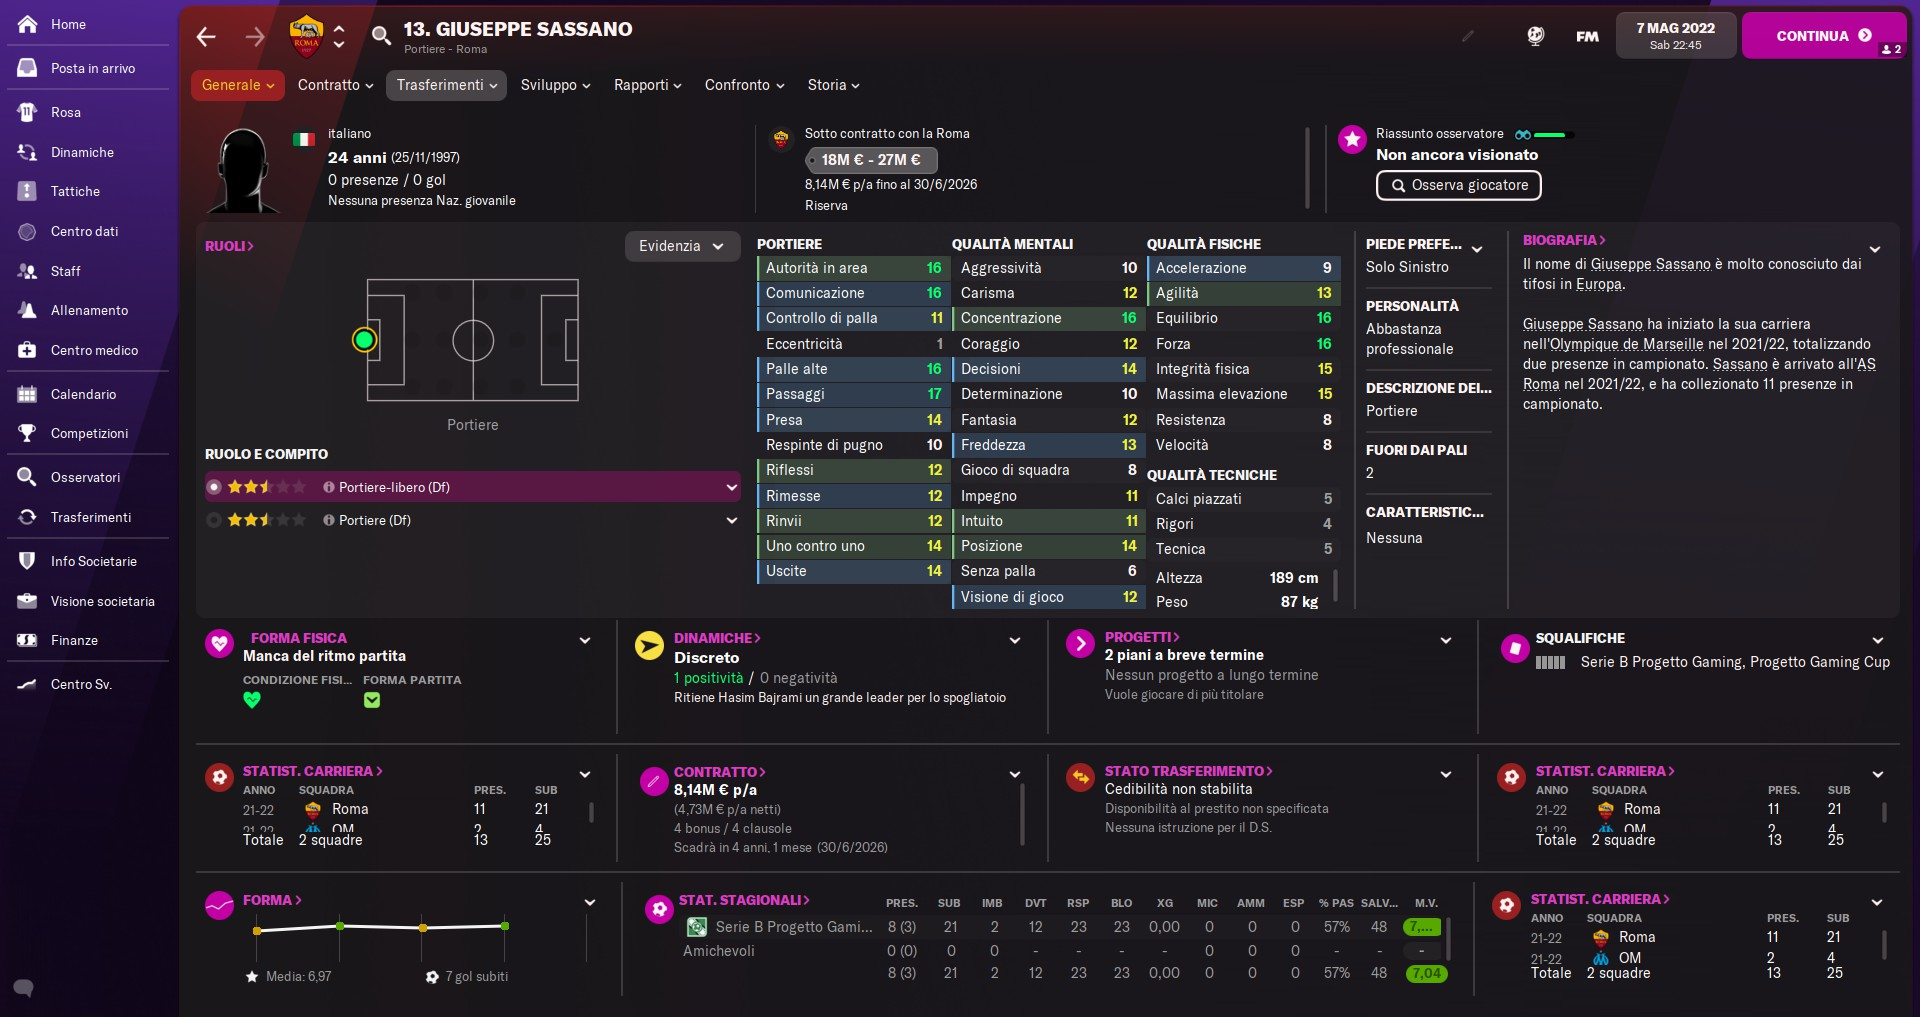 Home
Posta in arrivo
Rosa
Dinamiche
Tattiche
Centro dati
Staff
Allenamento
Centro medico
Calendario
Competizioni
Osservatori
Trasferimenti
Info Societarie
Visione societaria
Finanze
Centro Sv.
13. GIUSEPPE SASSANO
Portiere - Roma
FM
7 MAG 2022
Sab 22:45
CONTINUA
2
Generale
Contratto
Trasferimenti
Sviluppo
Rapporti
Confronto
Storia
italiano
24 anni (25/11/1997)
0 presenze / 0 gol
Nessuna presenza Naz. giovanile
Sotto contratto con la Roma
18M € - 27M €
8,14M € p/a fino al 30/6/2026
Riserva
Riassunto osservatore
Non ancora visionato
Osserva giocatore
RUOLI
Evidenzia
Portiere
RUOLO E COMPITO
Portiere-libero (Df)
Portiere (Df)
PORTIERE
Autorità in area 16
Comunicazione 16
Controllo di palla 11
Eccentricità 1
Palle alte 16
Passaggi 17
Presa 14
Respinte di pugno 10
Riflessi 12
Rimesse 12
Rinvii 12
Uno contro uno 14
Uscite 14
QUALITÀ MENTALI
Aggressività 10
Carisma 12
Concentrazione 16
Coraggio 12
Decisioni 14
Determinazione 10
Fantasia 12
Freddezza 13
Gioco di squadra 8
Impegno 11
Intuito 11
Posizione 14
Senza palla 6
Visione di gioco 12
QUALITÀ FISICHE
Accelerazione 9
Agilità 13
Equilibrio 16
Forza 16
Integrità fisica 15
Massima elevazione 15
Resistenza 8
Velocità 8
QUALITÀ TECNICHE
Calci piazzati 5
Rigori 4
Tecnica 5
Altezza 189 cm
Peso 87 kg
PIEDE PREFE...
Solo Sinistro
PERSONALITÀ
Abbastanza
professionale
DESCRIZIONE DEI...
Portiere
FUORI DAI PALI
2
CARATTERISTIC...
Nessuna
BIOGRAFIA
Il nome di Giuseppe Sassano è molto conosciuto dai
tifosi in Europa.
Giuseppe Sassano ha iniziato la sua carriera
nell'Olympique de Marseille nel 2021/22, totalizzando
due presenze in campionato. Sassano è arrivato all'AS
Roma nel 2021/22, e ha collezionato 11 presenze in
campionato.
FORMA FISICA
Manca del ritmo partita
CONDIZIONE FISI... FORMA PARTITA
DINAMICHE
Discreto
1 positività / 0 negatività
Ritiene Hasim Bajrami un grande leader per lo spogliatoio
PROGETTI
2 piani a breve termine
Nessun progetto a lungo termine
Vuole giocare di più titolare
SQUALIFICHE
Serie B Progetto Gaming, Progetto Gaming Cup
STATIST. CARRIERA
ANNO SQUADRA PRES. SUB
21-22 Roma 11 21
21-22 OM 2 4
Totale 2 squadre 13 25
CONTRATTO
8,14M € p/a
(4,73M € p/a netti)
4 bonus / 4 clausole
Scadrà in 4 anni, 1 mese (30/6/2026)
STATO TRASFERIMENTO
Cedibilità non stabilita
Disponibilità al prestito non specificata
Nessuna istruzione per il D.S.
STATIST. CARRIERA
ANNO SQUADRA PRES. SUB
21-22 Roma 11 21
21-22 OM 2 4
Totale 2 squadre 13 25
FORMA
Media: 6,97
7 gol subiti
STAT. STAGIONALI PRES. SUB IMB DVT RSP BLO XG MIC AMM ESP % PAS SALV... M.V.
Serie B Progetto Gami... 8 (3) 21 2 12 23 23 0,00 0 0 0 57% 48 7,...
Amichevoli 0 (0) 0 0 - - - - 0 0 0 - - -
8 (3) 21 2 12 23 23 0,00 0 0 0 57% 48 7,04
STATIST. CARRIERA
ANNO SQUADRA PRES. SUB
21-22 Roma 11 21
21-22 OM 2 4
Totale 2 squadre 13 25